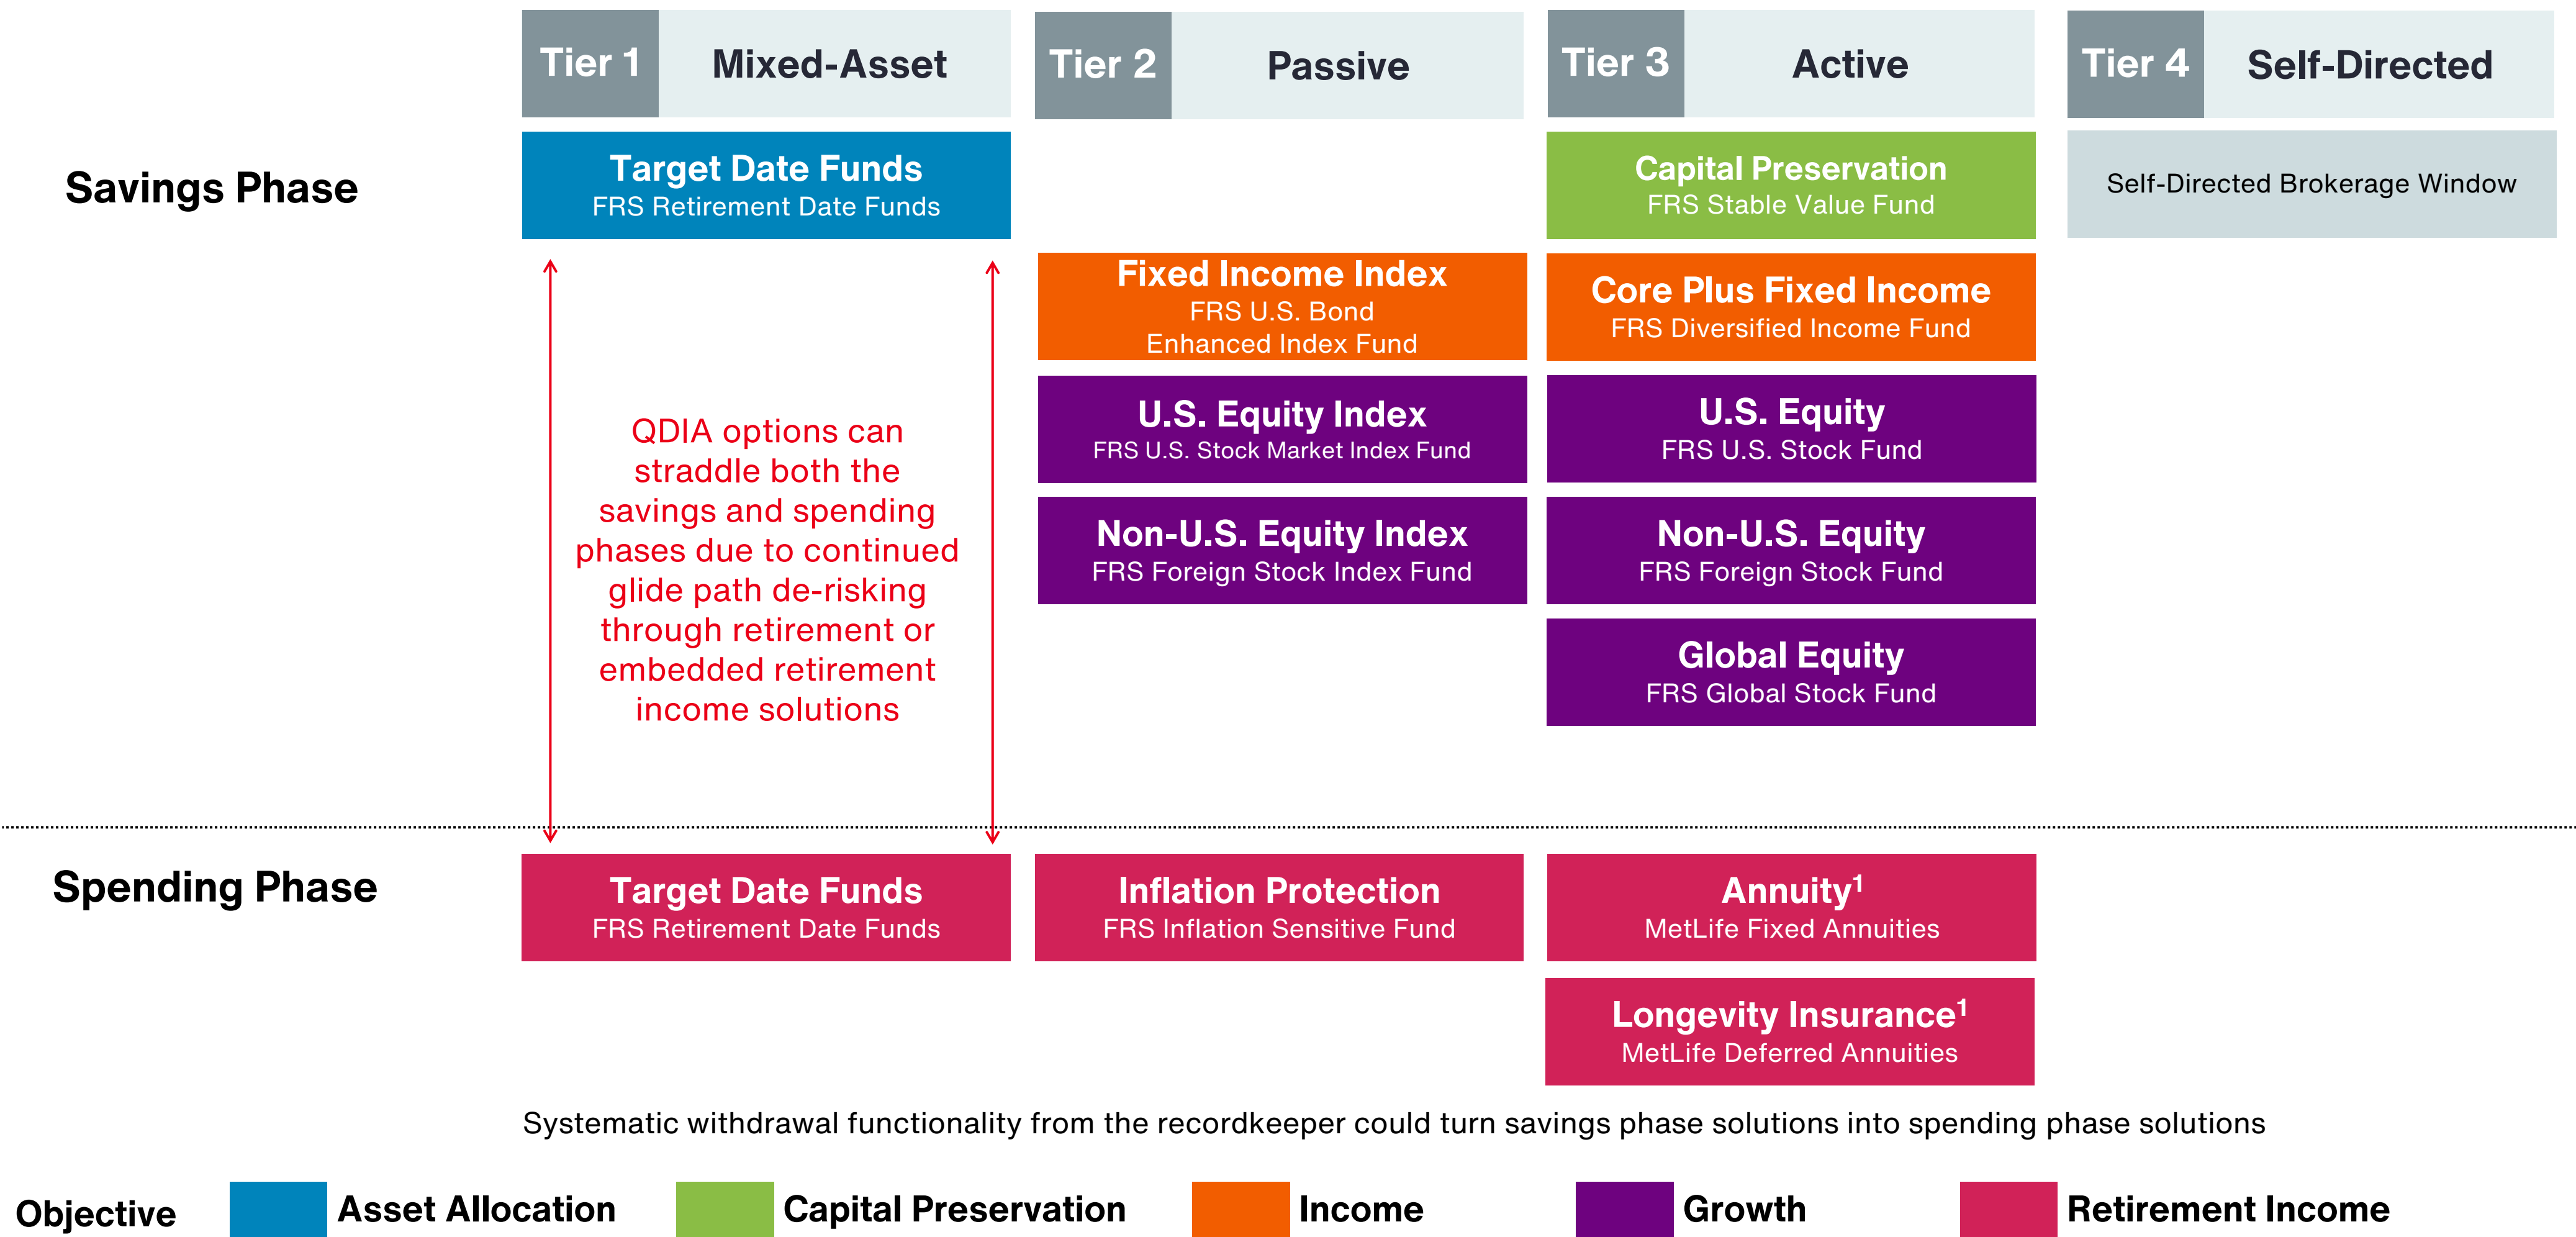 Tier 1
Mixed-Asset
Tier 2
Passive
Tier 3
Active
Tier 4
Self-Directed
Savings Phase
Target Date Funds
FRS Retirement Date Funds
Capital Preservation
FRS Stable Value Fund
Self-Directed Brokerage Window
Fixed Income Index
FRS U.S. Bond
Enhanced Index Fund
Core Plus Fixed Income
FRS Diversified Income Fund
QDIA options can
straddle both the
savings and spending
phases due to continued
glide path de-risking
through retirement or
embedded retirement
income solutions
U.S. Equity Index
FRS U.S. Stock Market Index Fund
U.S. Equity
FRS U.S. Stock Fund
Non-U.S. Equity Index
FRS Foreign Stock Index Fund
Non-U.S. Equity
FRS Foreign Stock Fund
Global Equity
FRS Global Stock Fund
Spending Phase
Target Date Funds
FRS Retirement Date Funds
Inflation Protection
FRS Inflation Sensitive Fund
Annuity¹
MetLife Fixed Annuities
Longevity Insurance¹
MetLife Deferred Annuities
Systematic withdrawal functionality from the recordkeeper could turn savings phase solutions into spending phase solutions
Objective
Asset Allocation
Capital Preservation
Income
Growth
Retirement Income